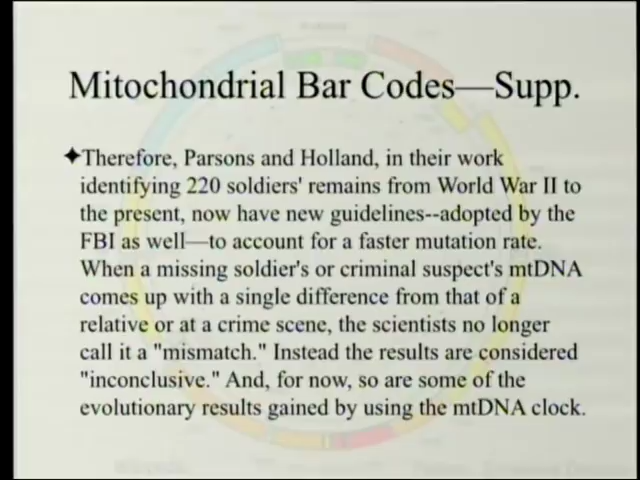 Mitochondrial Bar Codes—Supp.
✦Therefore, Parsons and Holland, in their work
identifying 220 soldiers' remains from World War II to
the present, now have new guidelines--adopted by the
FBI as well—to account for a faster mutation rate.
When a missing soldier's or criminal suspect's mtDNA
comes up with a single difference from that of a
relative or at a crime scene, the scientists no longer
call it a "mismatch." Instead the results are considered
"inconclusive." And, for now, so are some of the
evolutionary results gained by using the mtDNA clock.